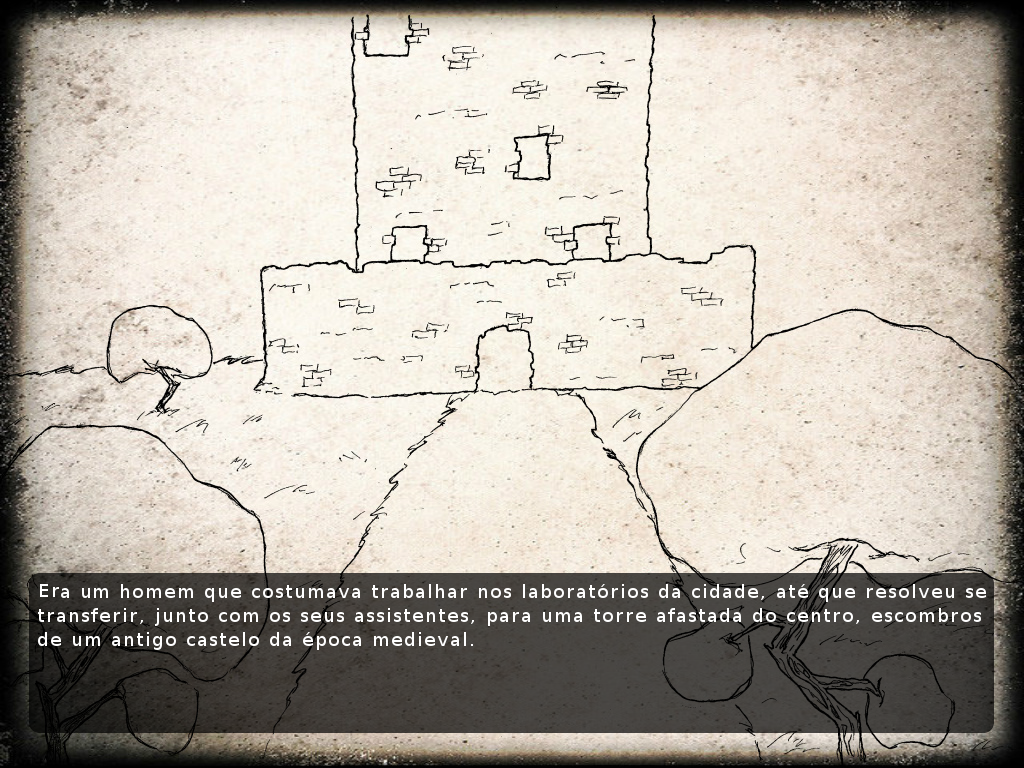 Era um homem que costumava trabalhar nos laboratórios da cidade, até que resolveu se
transferir, junto com os seus assistentes, para uma torre afastada do centro, escombros
de um antigo castelo da época medieval.